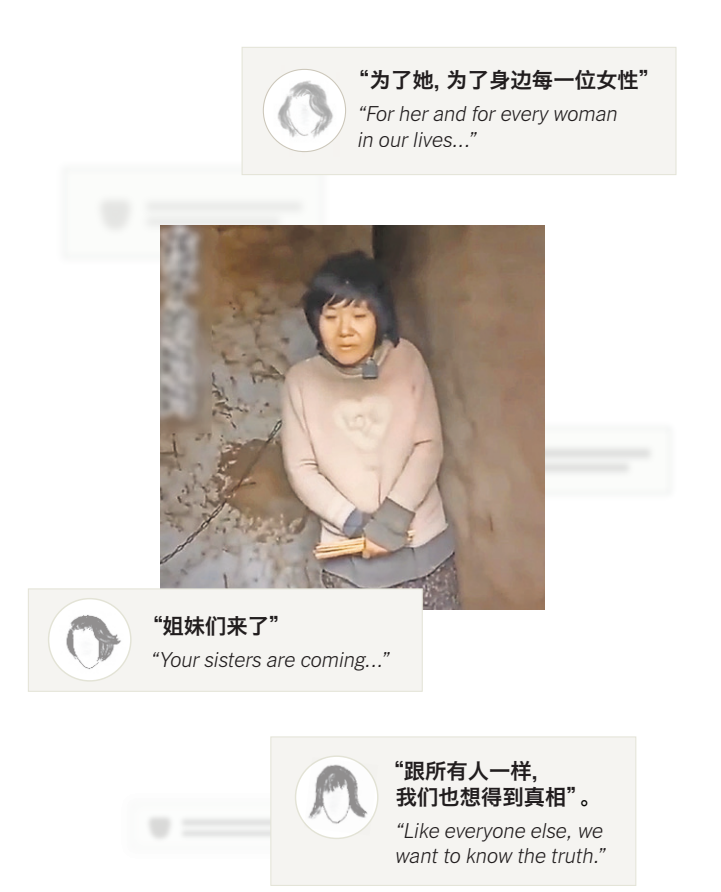 “为了她, 为了身边每一位女性”
“For her and for every woman
in our lives...”
“姐妹们来了”
“Your sisters are coming...”
“跟所有人一样,
我们也想得到真相”。
“Like everyone else, we
want to know the truth.”